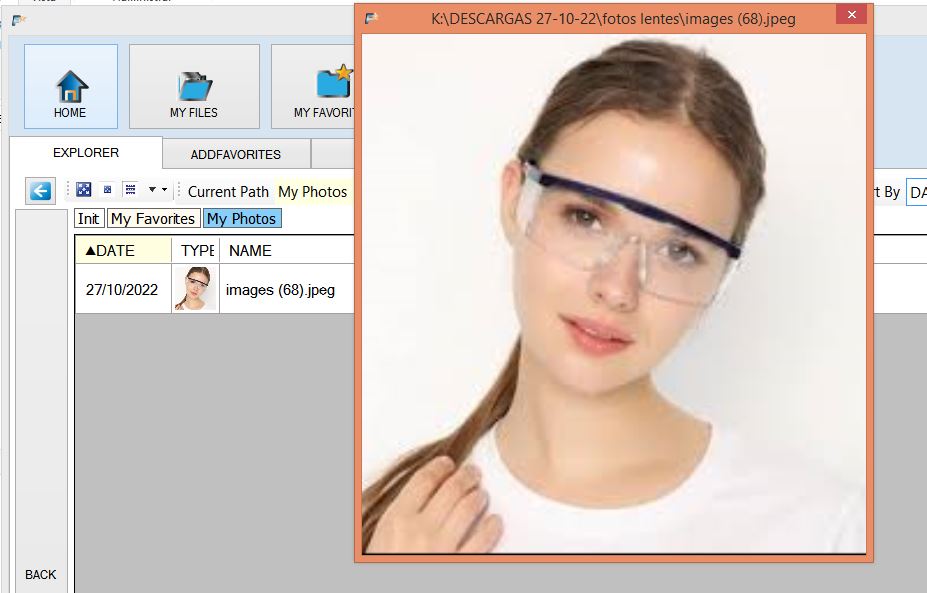 K:\DESCARGAS 27-10-22\fotos lentes\images (68).jpeg
HOME
MY FILES
MY FAVORIT
EXPLORER
ADDFAVORITES
Current Path My Photos
rt By DA
Init My Favorites My Photos
▲DATE TYPE NAME
27/10/2022 images (68).jpeg
BACK